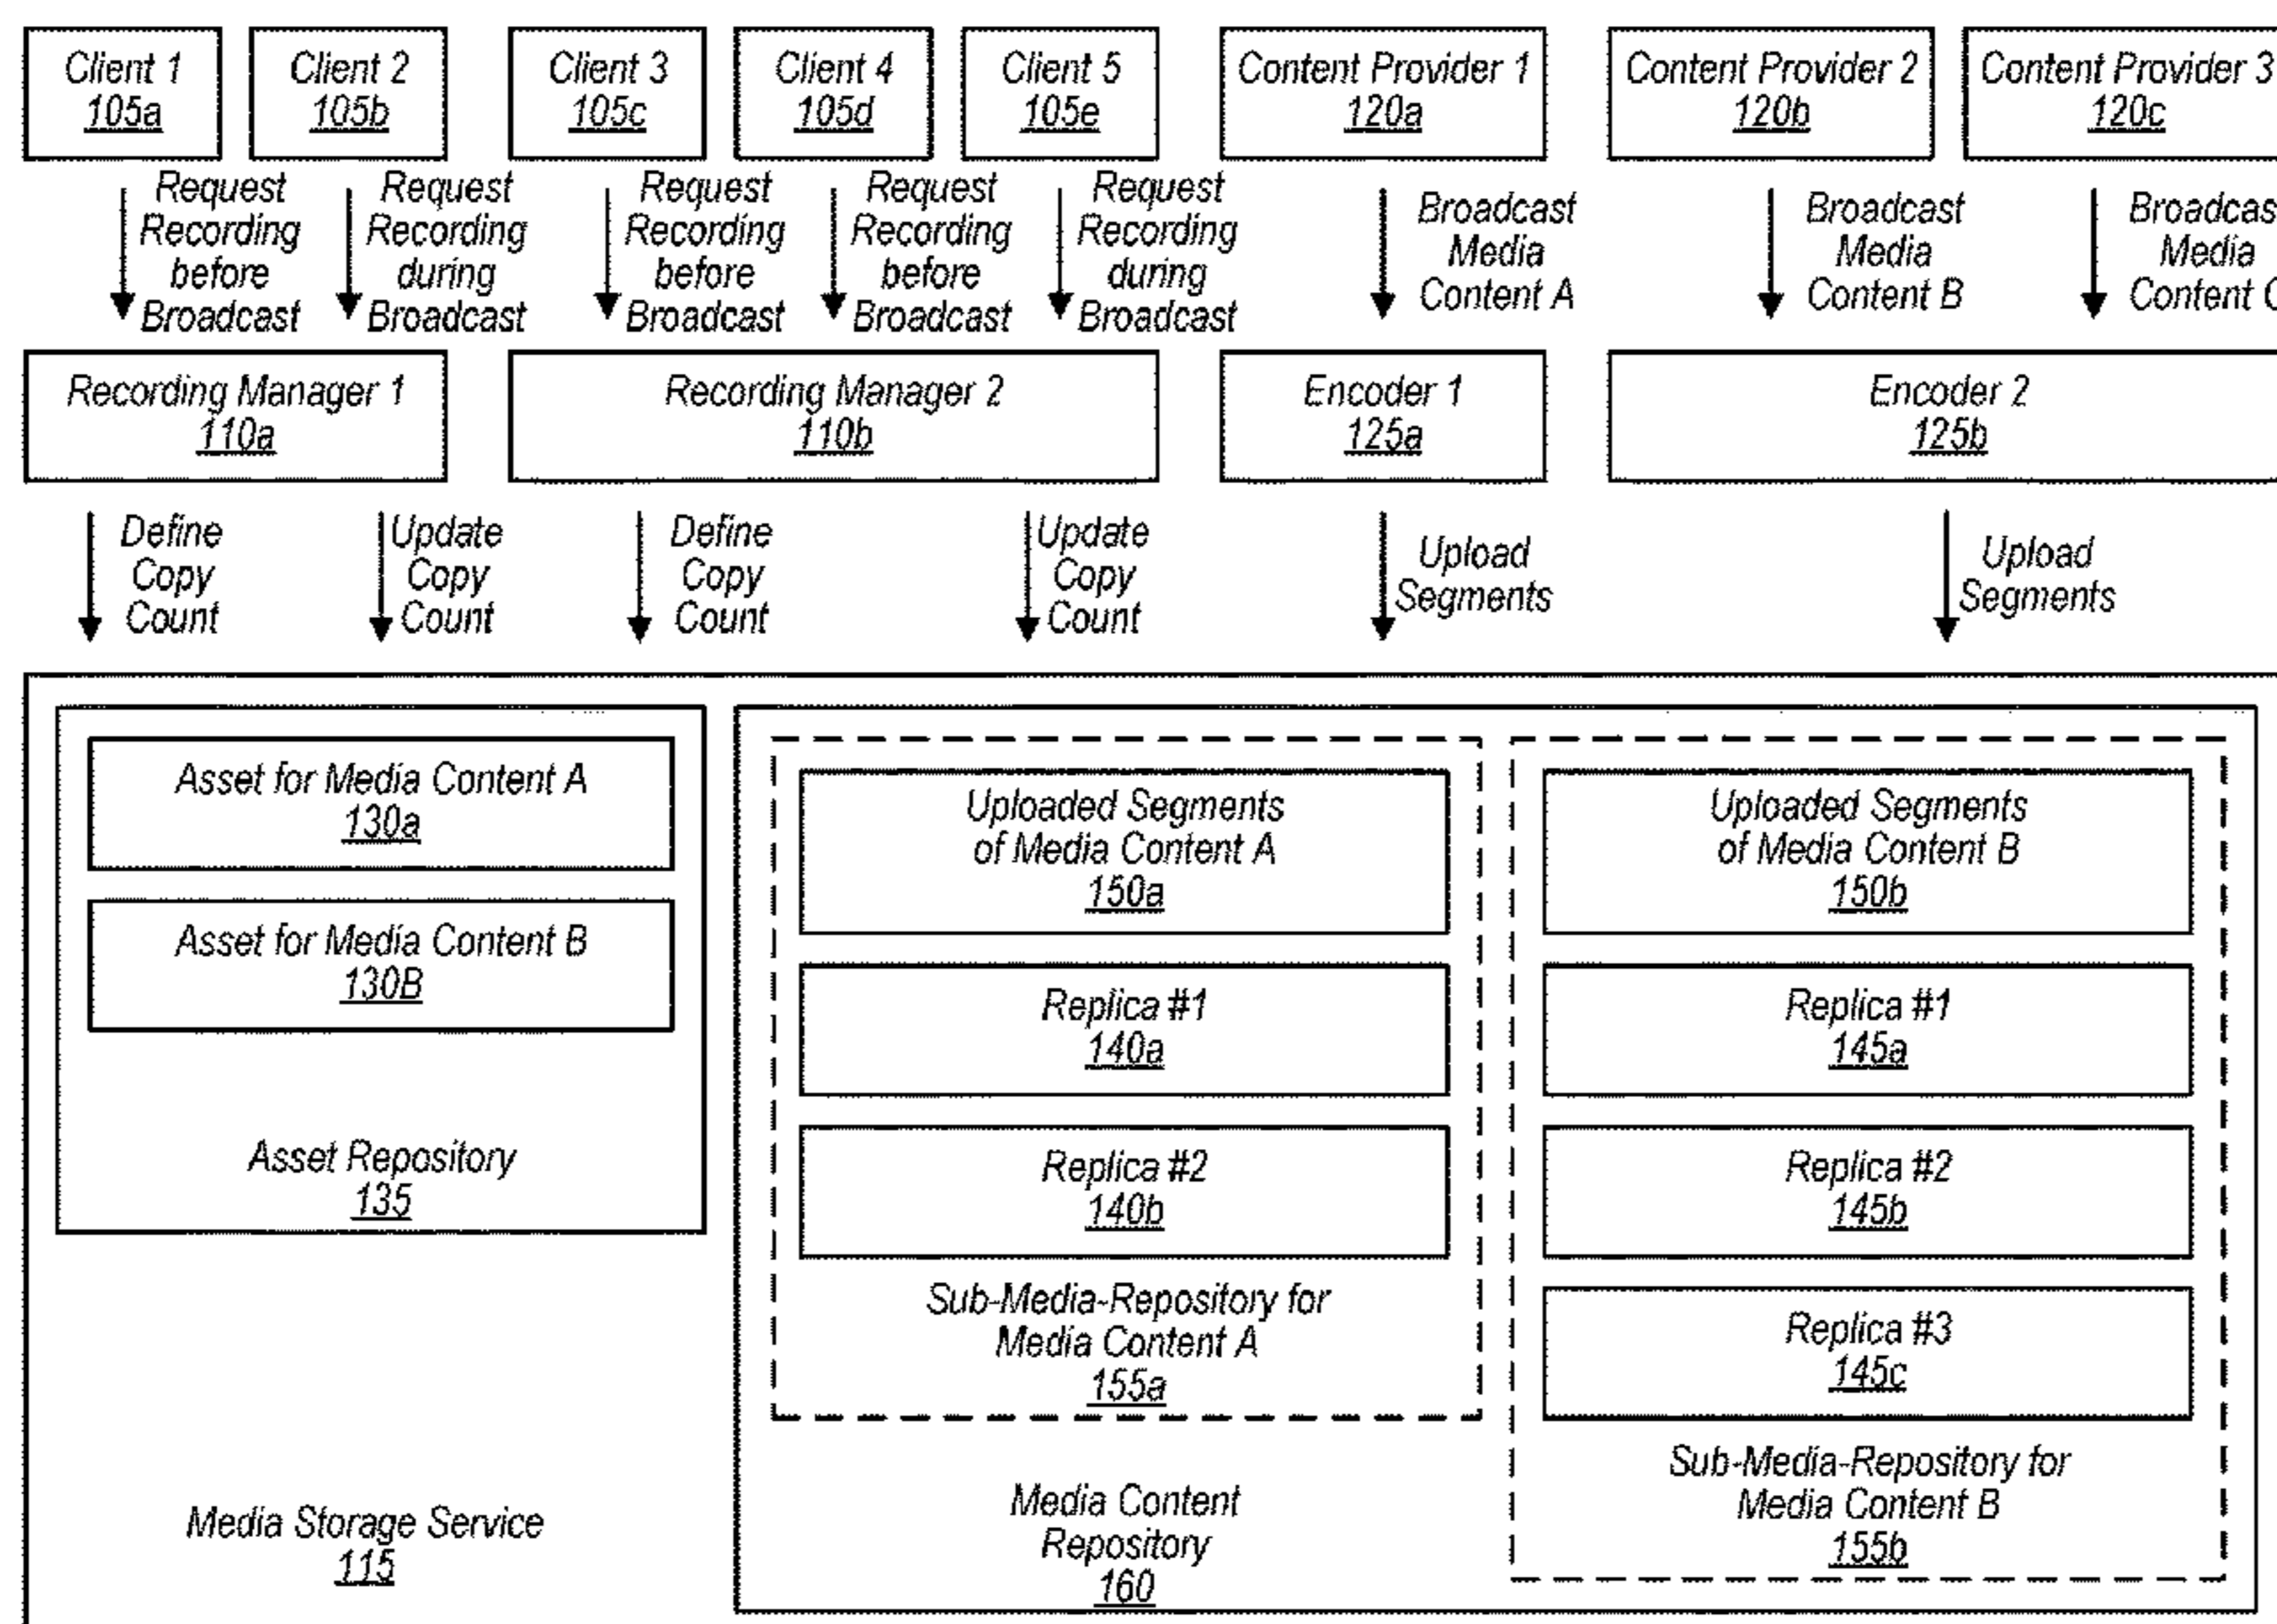 Client 1
105a
Client 2
105b
Client 3
105c
Client 4
105d
Client 5
105e
Content Provider 1
120a
Content Provider 2
120b
Content Provider 3
120c
Request
Recording
before
Broadcast
Request
Recording
during
Broadcast
Request
Recording
before
Broadcast
Request
Recording
before
Broadcast
Request
Recording
during
Broadcast
Broadcast
Media
Content A
Broadcast
Media
Content B
Broadcas
Media
Content C
Recording Manager 1
110a
Recording Manager 2
110b
Encoder 1
125a
Encoder 2
125b
Define
Copy
Count
Update
Copy
Count
Define
Copy
Count
Update
Copy
Count
Upload
Segments
Upload
Segments
Asset for Media Content A
130a
Asset for Media Content B
130B
Asset Repository
135
Media Storage Service
115
Uploaded Segments
of Media Content A
150a
Replica #1
140a
Replica #2
140b
Sub-Media-Repository for
Media Content A
155a
Media Content
Repository
160
Uploaded Segments
of Media Content B
150b
Replica #1
145a
Replica #2
145b
Replica #3
145c
Sub-Media-Repository for
Media Content B
155b